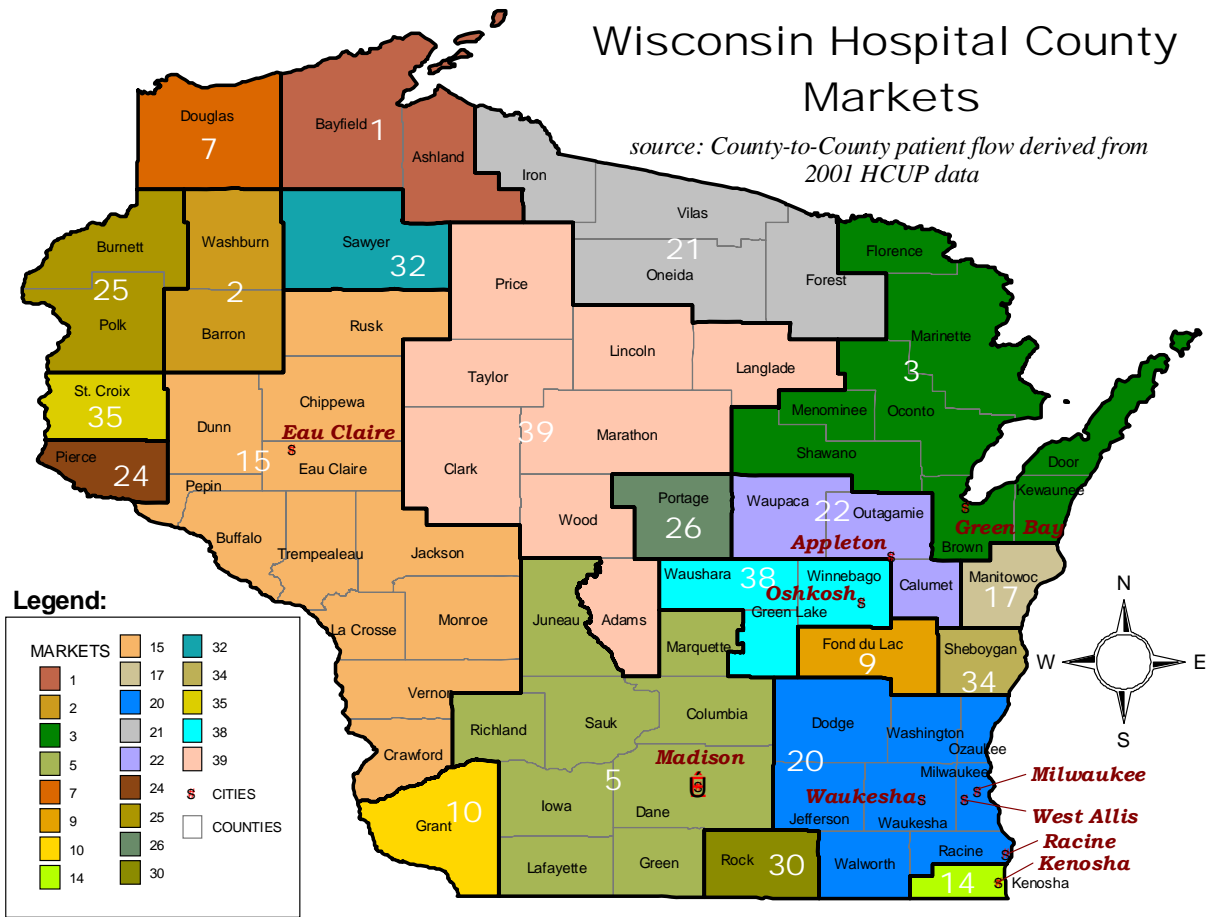 Wisconsin Hospital County
Markets
source: County-to-County patient flow derived from
2001 HCUP data
Douglas
7
Bayfield 1
Ashland
Iron
Vilas
21
Oneida
Forest
Florence
Marinette
3
Burnett
25
Polk
Washburn
2
Barron
Sawyer
32
Price
Rusk
Lincoln
Langlade
Taylor
St. Croix
35
Chippewa
Dunn
Eau Claire
15
Eau Claire
39
Marathon
Clark
Menominee
Oconto
Shawano
Door
Kewaunee
Pierce
24
Pepin
Wood
Portage
26
Waupaca
22
Outagamie
Appleton
Green Bay
Brown
Buffalo
Trempealeau
Jackson
Waushara
38
Winnebago
Oshkosh
Green Lake
Calumet
Manitowoc
17
La Crosse
Monroe
Juneau
Adams
Marquette
Fond du Lac
9
Sheboygan
34
Vernon
Crawford
Richland
Sauk
Columbia
5
Madison
Dane
Iowa
Dodge
20
Washington
Ozaukee
Milwaukee
Milwaukee
Waukesha
West Allis
Jefferson
Waukesha
Grant
10
Lafayette
Green
Rock
30
Walworth
Racine
Racine
Kenosha
14
Kenosha
N
W
E
S
Legend:
MARKETS
1
2
3
5
7
9
10
14
15
17
20
21
22
24
25
26
30
32
34
35
38
39
CITIES
COUNTIES